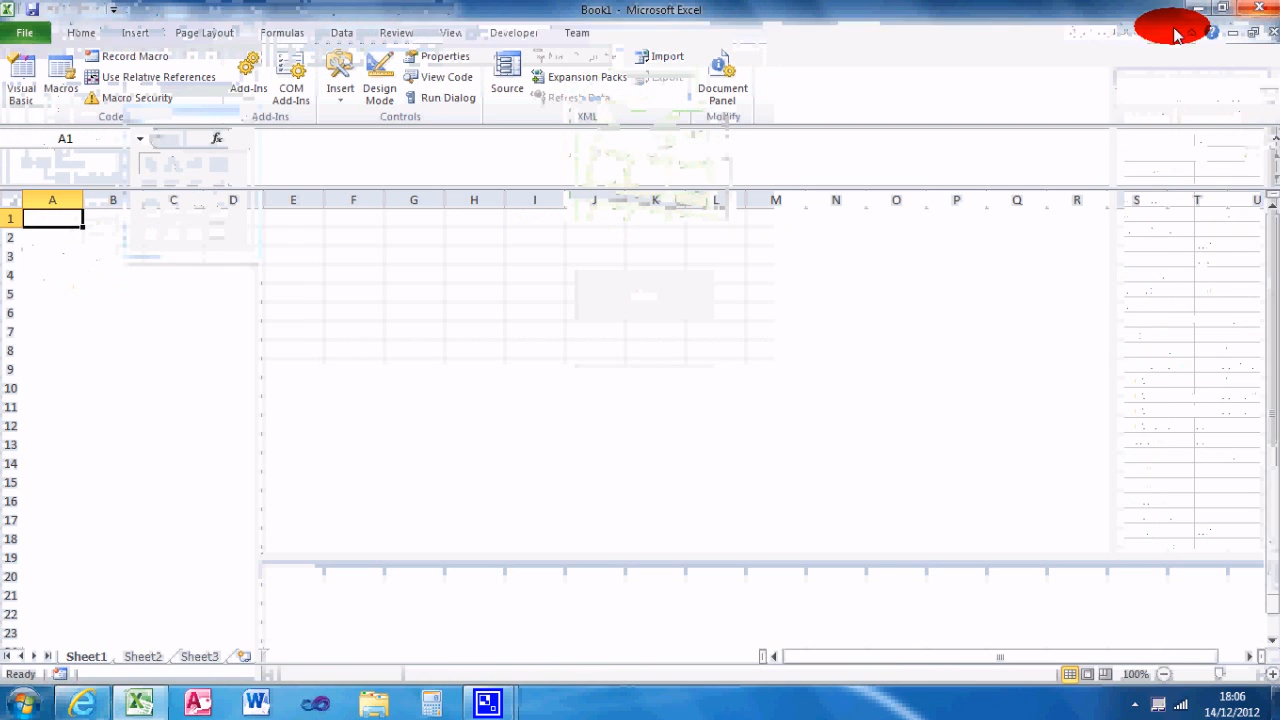 Book1 - Microsoft Excel
File Home Insert Page Layout Formulas Data Review View Developer Team
Visual Basic
Macros
Record Macro
Use Relative References
Macro Security
Code
Add-Ins
COM Add-Ins
Add-Ins
Insert
Design Mode
Properties
View Code
Run Dialog
Controls
Source
Expansion Packs
Refresh Data
Import
Export
XML
Document Panel
Modify
A1 fx
A B C D E F G H I J K L M N O P Q R S T U
1
2
3
4
5
6
7
8
9
10
11
12
13
14
15
16
17
18
19
20
21
22
23
Sheet1 Sheet2 Sheet3
Ready 100%
18:06
14/12/2012